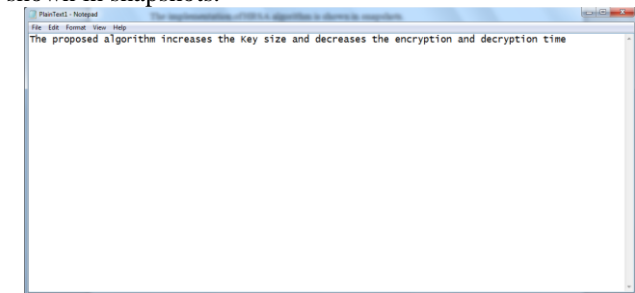 shown in snapshots.
PlainText1 - Notepad
File Edit Format View Help
The proposed algorithm increases the Key size and decreases the encryption and decryption time